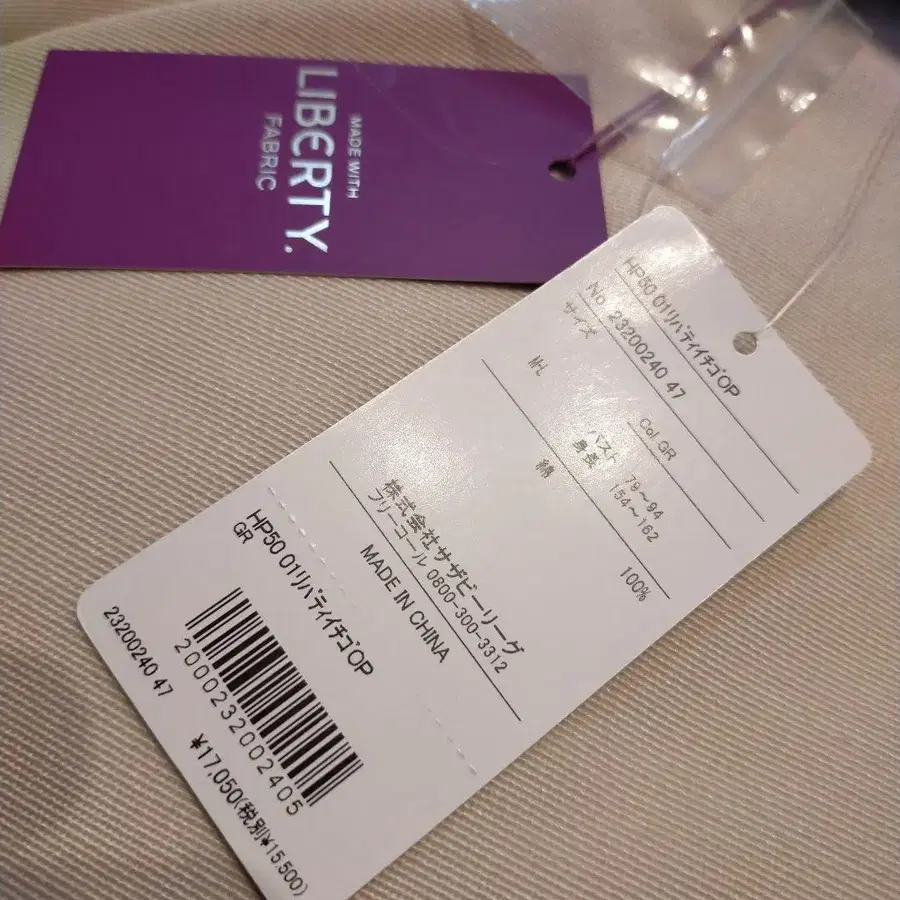 MADE WITH
LIBERTY.
FABRIC
HP50 01リバティイチゴOP
No. 23200240 47
サイズ Col.GR
M-L バスト 79～94
身長 154～162
綿 100%
株式会社サザビーリーグ
フリーコール 0800-300-3312
MADE IN CHINA
HP50 01リバティイチゴOP
GR
2000232002405
23200240 47
¥17,050(税別¥15,500)